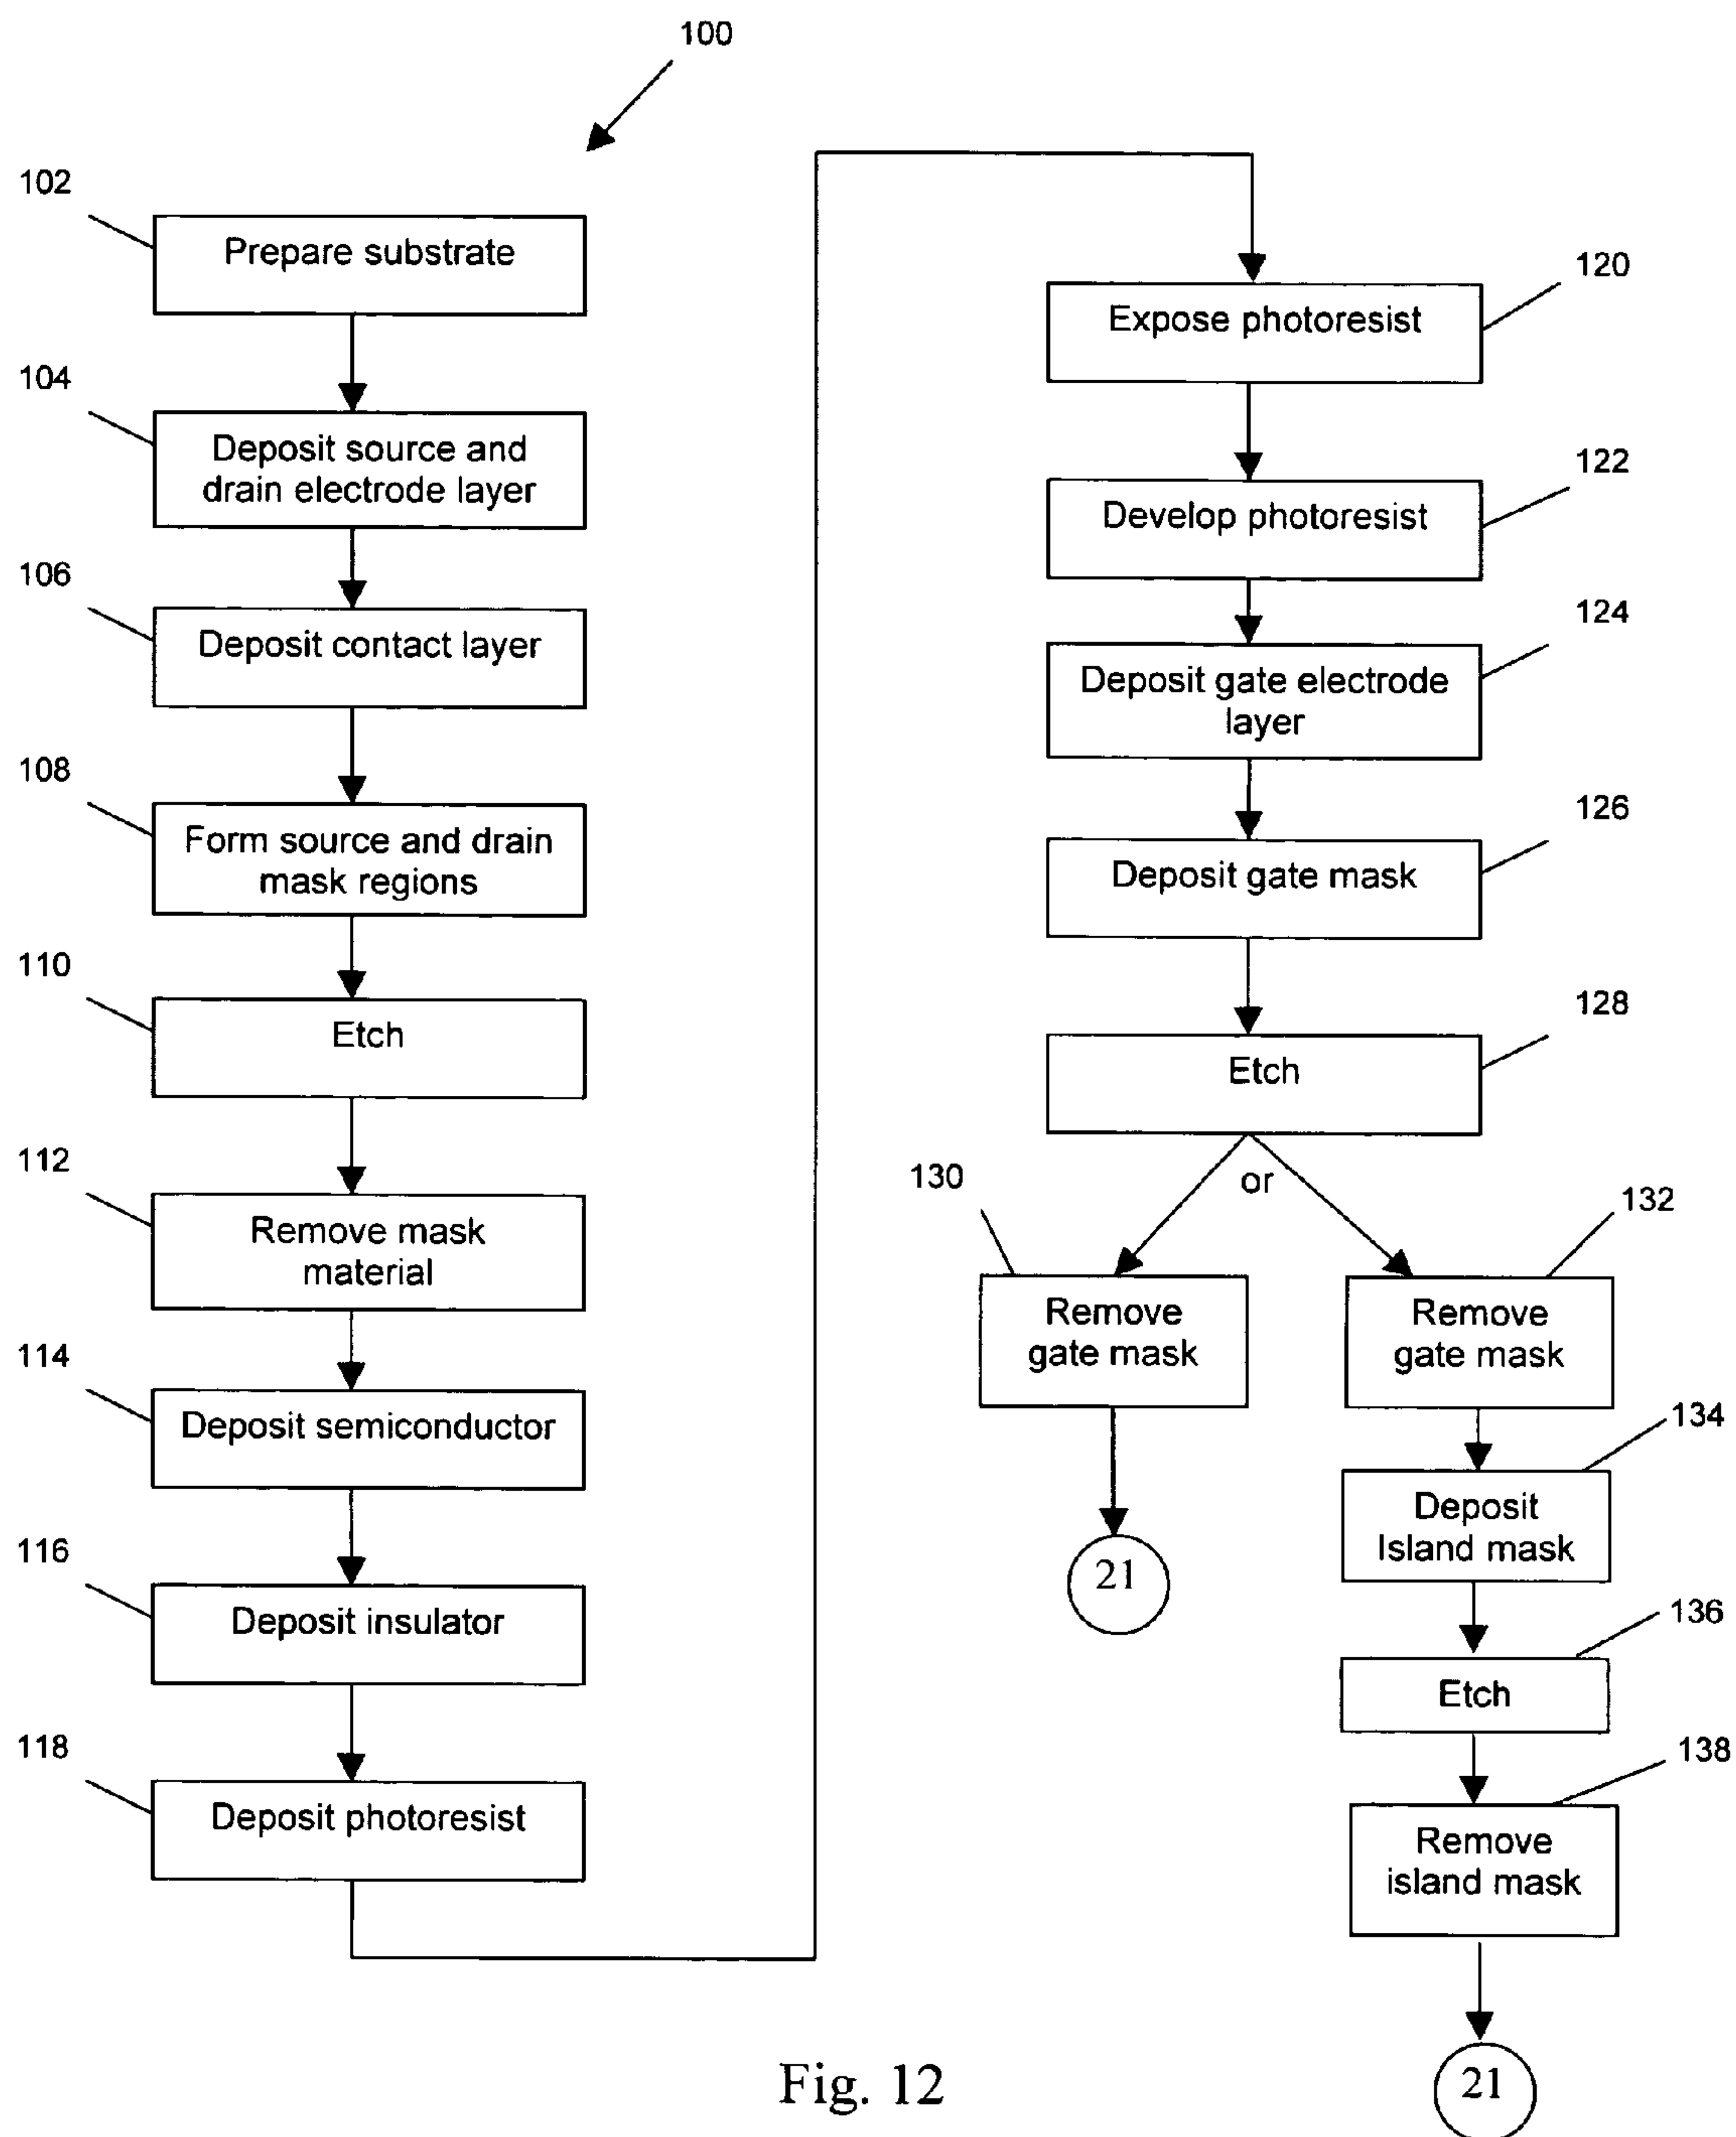 100
102
Prepare substrate
104
Deposit source and
drain electrode layer
106
Deposit contact layer
108
Form source and drain
mask regions
110
Etch
112
Remove mask
material
114
Deposit semiconductor
116
Deposit insulator
118
Deposit photoresist
120
Expose photoresist
122
Develop photoresist
124
Deposit gate electrode
layer
126
Deposit gate mask
128
Etch
or
130
Remove
gate mask
21
132
Remove
gate mask
134
Deposit
Island mask
136
Etch
138
Remove
island mask
21
Fig. 12